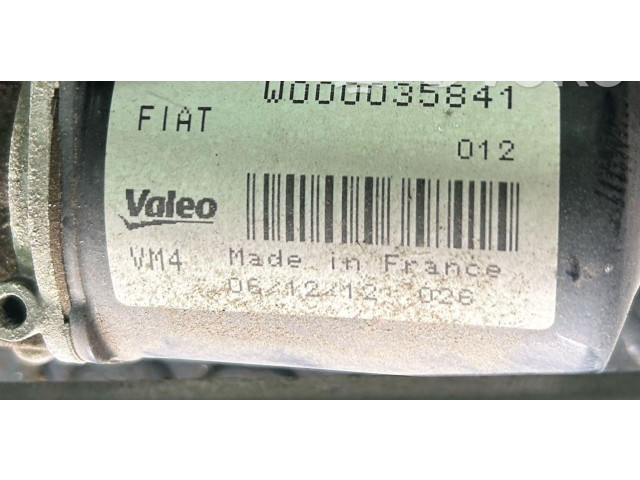 W000035841
FIAT
012
Valeo
VM4 Made in France
06/12/12 026